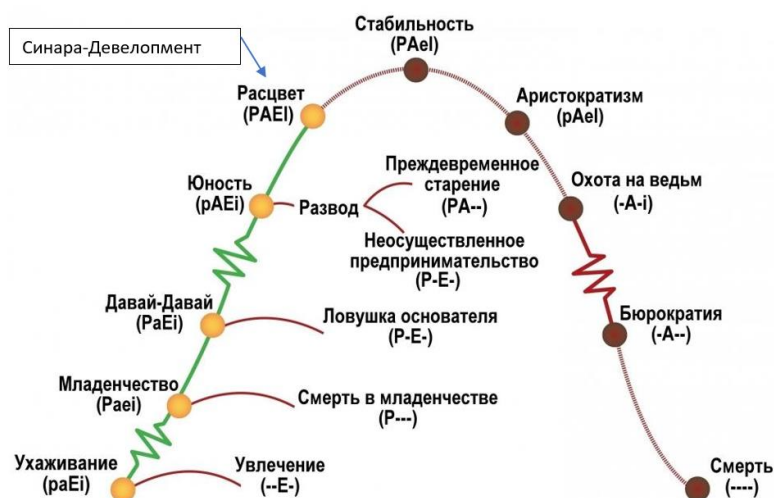 Синара-Девелопмент
Стабильность
(PAeI)
Расцвет
(PAEI)
Аристократизм
(pAeI)
Юность
(pAEi)
Развод
Преждевременное
старение
(PA--)
Охота на ведьм
(-A-i)
Неосуществленное
предпринимательство
(P-E-)
Давай-Давай
(PaEi)
Ловушка основателя
(P-E-)
Бюрократия
(-A--)
Младенчество
(Paei)
Смерть в младенчестве
(P---)
Ухаживание
(paEi)
Увлечение
(--E-)
Смерть
(----)